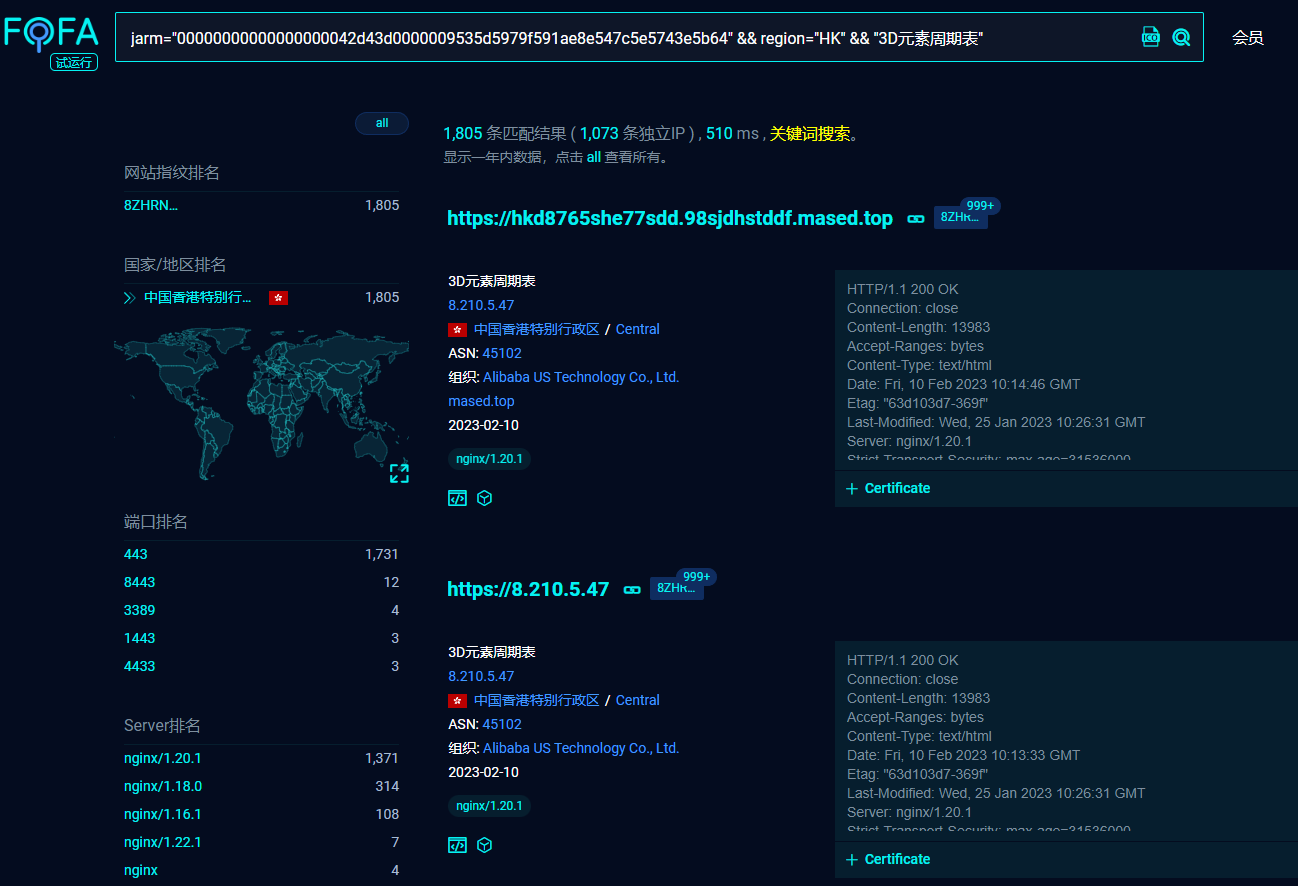 FOFA
试运行
jarm="00000000000000000042d43d0000009535d5979f591ae8e547c5e5743e5b64" && region="HK" && "3D元素周期表"
ICO
会员
all
1,805 条匹配结果 ( 1,073 条独立IP ) , 510 ms , 关键词搜索。
显示一年内数据，点击 all 查看所有。
网站指纹排名
8ZHRN... 1,805
国家/地区排名
中国香港特别行... 1,805
端口排名
443 1,731
8443 12
3389 4
1443 3
4433 3
Server排名
nginx/1.20.1 1,371
nginx/1.18.0 314
nginx/1.16.1 108
nginx/1.22.1 7
nginx 4
https://hkd8765she77sdd.98sjdhstddf.mased.top 8ZHR... 999+
3D元素周期表
8.210.5.47
中国香港特别行政区 / Central
ASN: 45102
组织: Alibaba US Technology Co., Ltd.
mased.top
2023-02-10
nginx/1.20.1
HTTP/1.1 200 OK
Connection: close
Content-Length: 13983
Accept-Ranges: bytes
Content-Type: text/html
Date: Fri, 10 Feb 2023 10:14:46 GMT
Etag: "63d103d7-369f"
Last-Modified: Wed, 25 Jan 2023 10:26:31 GMT
Server: nginx/1.20.1
Strict-Transport-Security: max-age=31536000
+ Certificate
https://8.210.5.47 8ZHR... 999+
3D元素周期表
8.210.5.47
中国香港特别行政区 / Central
ASN: 45102
组织: Alibaba US Technology Co., Ltd.
2023-02-10
nginx/1.20.1
HTTP/1.1 200 OK
Connection: close
Content-Length: 13983
Accept-Ranges: bytes
Content-Type: text/html
Date: Fri, 10 Feb 2023 10:13:33 GMT
Etag: "63d103d7-369f"
Last-Modified: Wed, 25 Jan 2023 10:26:31 GMT
Server: nginx/1.20.1
Strict-Transport-Security: max-age=31536000
+ Certificate